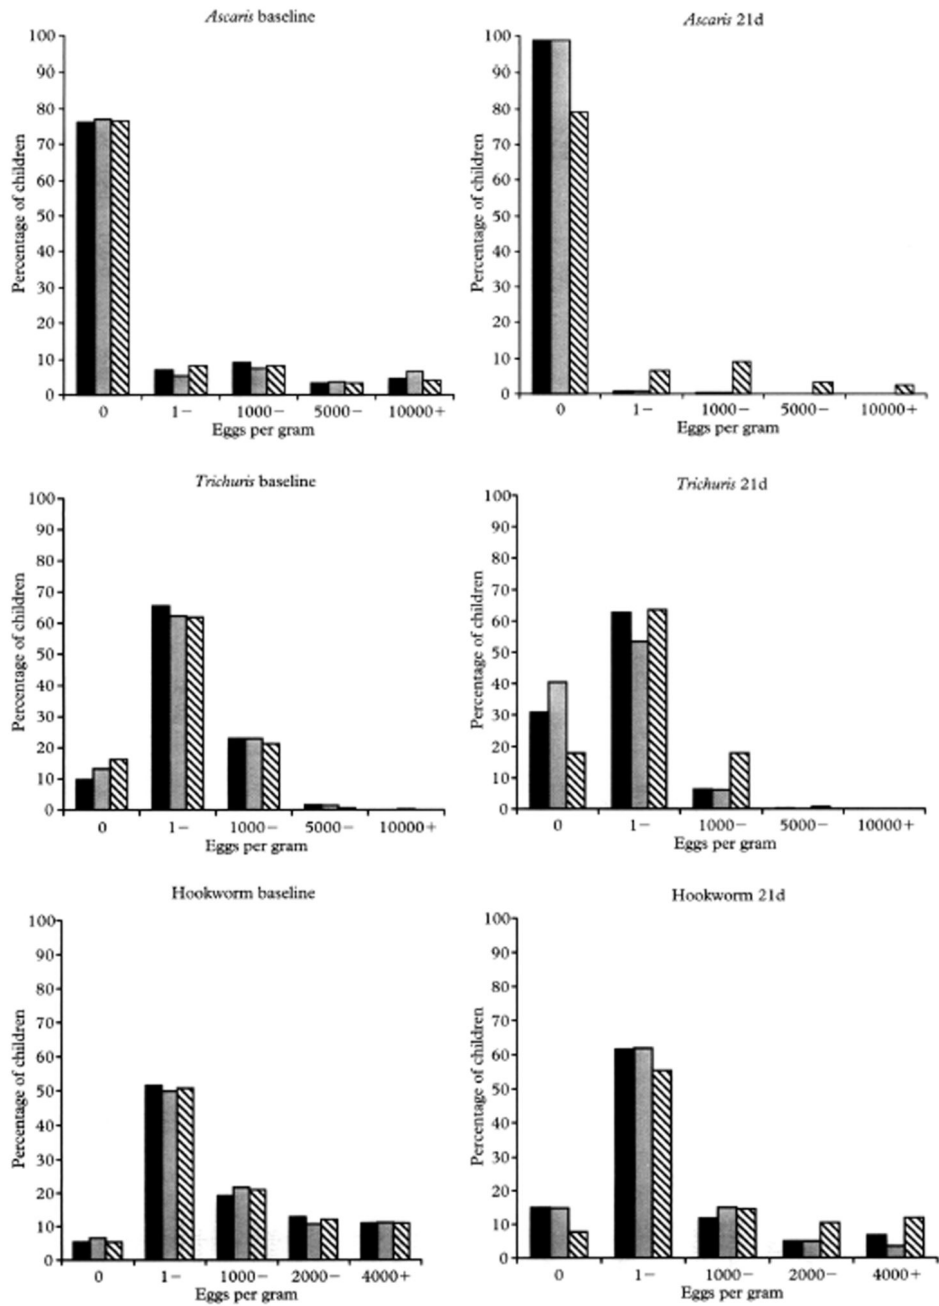 Ascaris baseline
100
90
80
70
60
50
40
30
20
10
0
Percentage of children
0 1− 1000− 5000− 10000+
Eggs per gram
Ascaris 21d
100
90
80
70
60
50
40
30
20
10
0
Percentage of children
0 1− 1000− 5000− 10000+
Eggs per gram
Trichuris baseline
100
90
80
70
60
50
40
30
20
10
0
Percentage of children
0 1− 1000− 5000− 10000+
Eggs per gram
Trichuris 21d
100
90
80
70
60
50
40
30
20
10
0
Percentage of children
0 1− 1000− 5000− 10000+
Eggs per gram
Hookworm baseline
100
90
80
70
60
50
40
30
20
10
0
Percentage of children
0 1− 1000− 2000− 4000+
Eggs per gram
Hookworm 21d
100
90
80
70
60
50
40
30
20
10
0
Percentage of children
0 1− 1000− 2000− 4000+
Eggs per gram